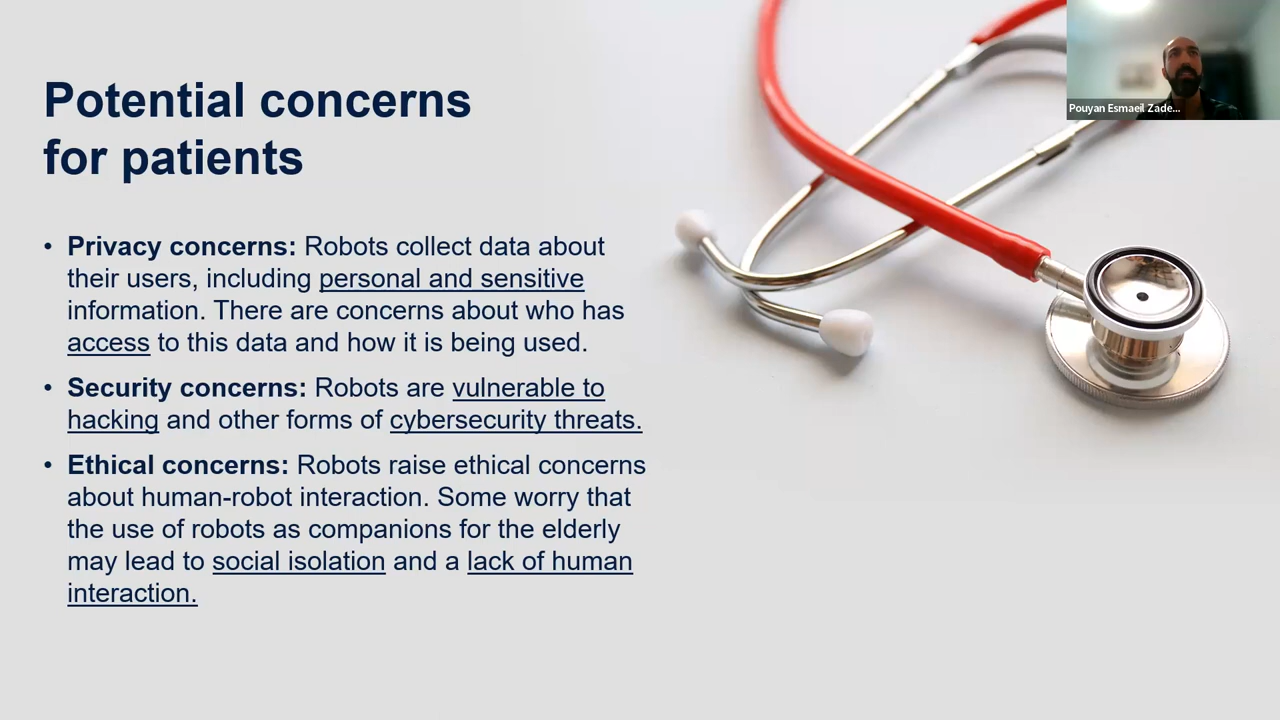 Potential concerns
for patients
• Privacy concerns: Robots collect data about
their users, including personal and sensitive
information. There are concerns about who has
access to this data and how it is being used.
• Security concerns: Robots are vulnerable to
hacking and other forms of cybersecurity threats.
• Ethical concerns: Robots raise ethical concerns
about human-robot interaction. Some worry that
the use of robots as companions for the elderly
may lead to social isolation and a lack of human
interaction.
Pouyan Esmaeil Zade...